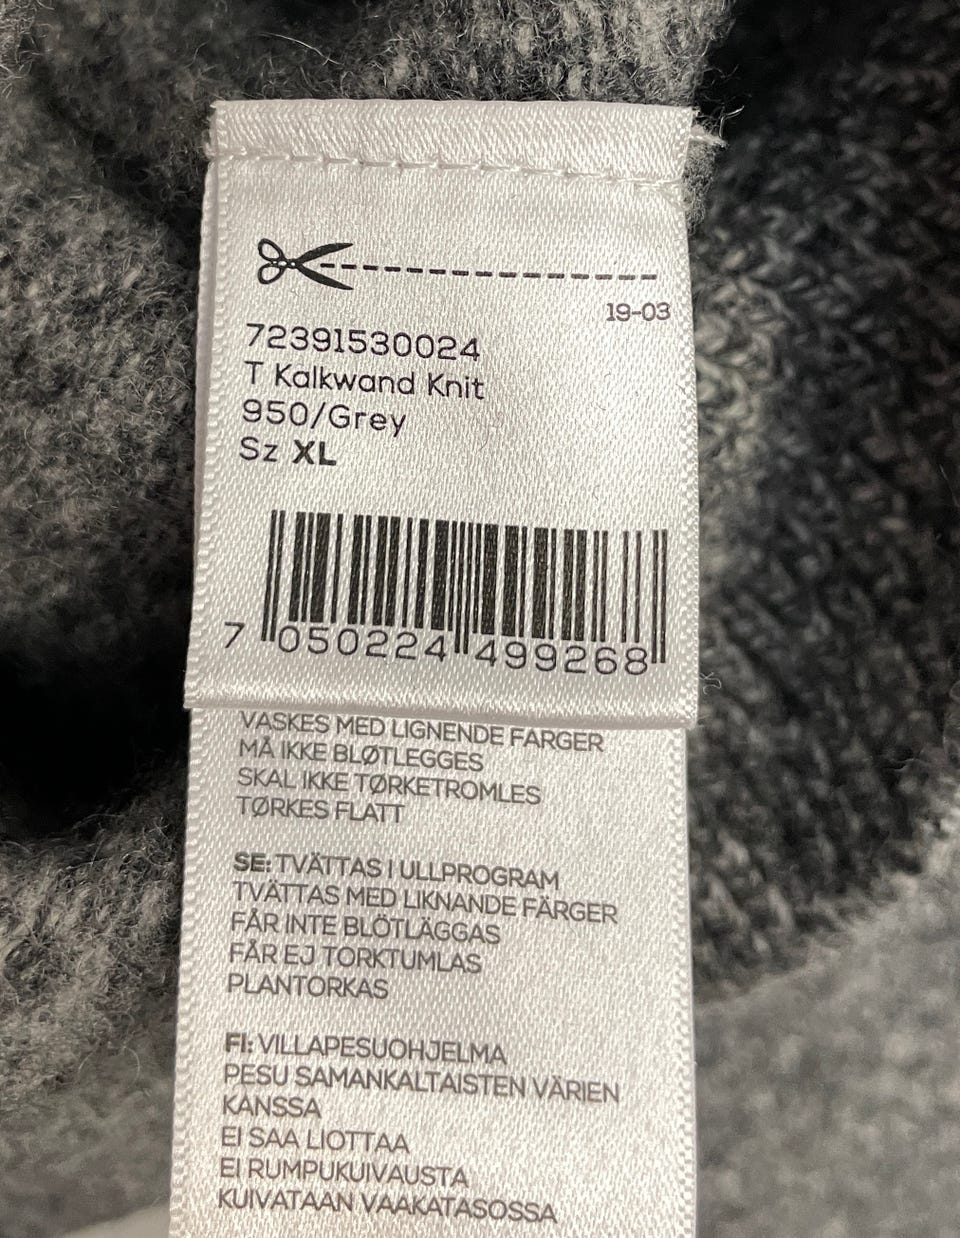 19-03
72391530024
T Kalkwand Knit
950/Grey
Sz XL
7 050224 499268
VASKES MED LIGNENDE FARGER
MÅ IKKE BLØTLEGGES
SKAL IKKE TØRKETROMLES
TØRKES FLATT
SE: TVÄTTAS I ULLPROGRAM
TVÄTTAS MED LIKNANDE FÄRGER
FÅR INTE BLÖTLÄGGAS
FÅR EJ TORKTUMLAS
PLANTORKAS
FI: VILLAPESUOHJELMA
PESU SAMANKALTAISTEN VÄRIEN
KANSSA
EI SAA LIOTTAA
EI RUMPUKUIVAUSTA
KUIVATAAN VAAKATASOSSA